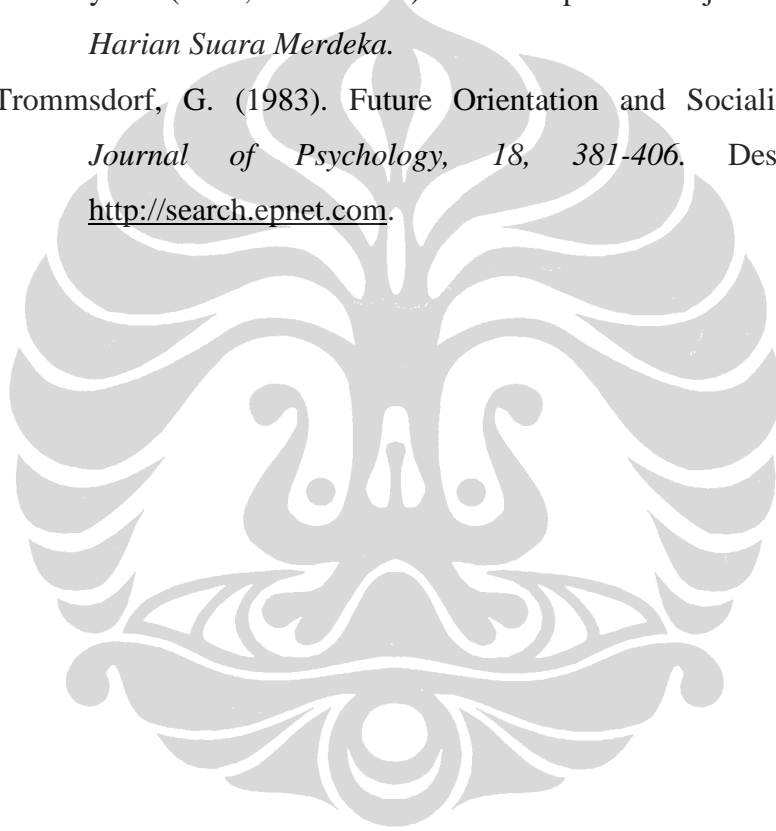 Harian Suara Merdeka.
Trommsdorf, G. (1983). Future Orientation and Sociali
Journal of Psychology, 18, 381-406. Des
http://search.epnet.com.